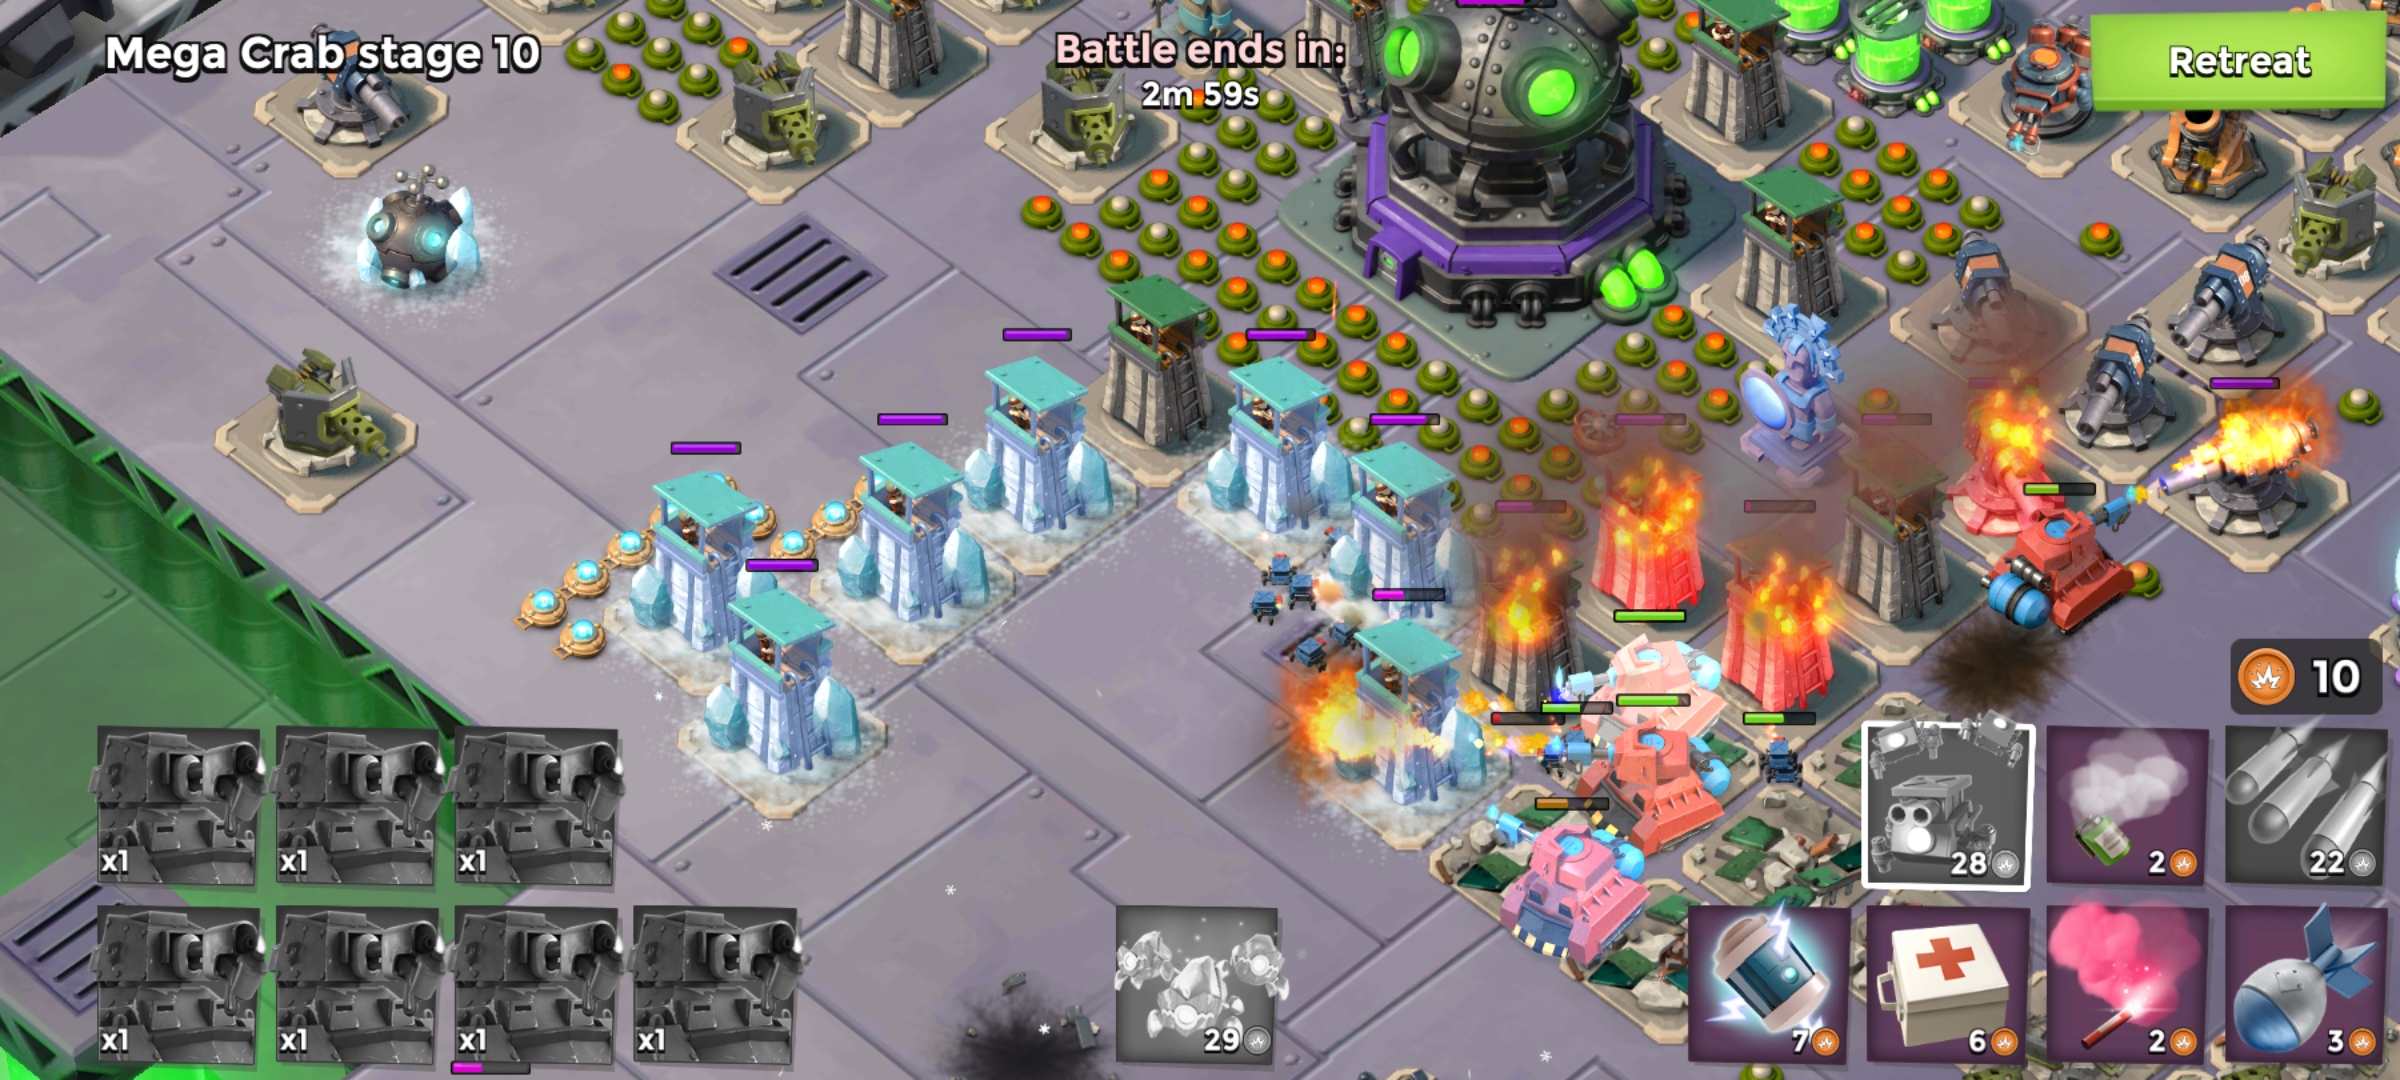 Mega Crab stage 10
Battle ends in:
2m 59s
Retreat
10
x1
x1
x1
28
2
22
x1
x1
x1
x1
29
7
6
2
3